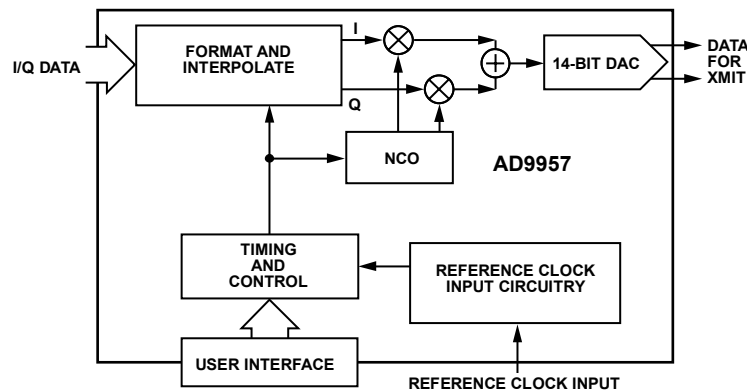 I/Q DATA
FORMAT AND
INTERPOLATE
I
Q
NCO
14-BIT DAC
DATA
FOR
XMIT
AD9957
TIMING
AND
CONTROL
REFERENCE CLOCK
INPUT CIRCUITRY
USER INTERFACE
REFERENCE CLOCK INPUT